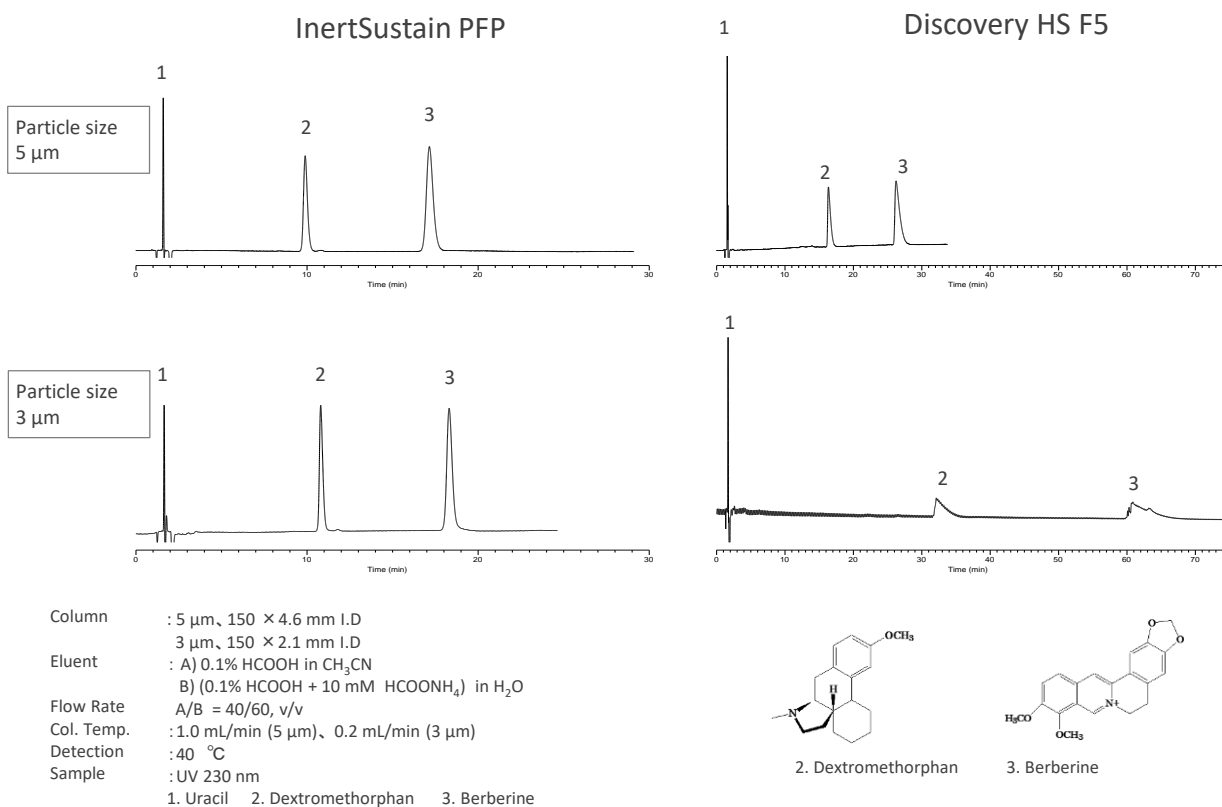 InertSustain PFP
Discovery HS F5
Particle size
5 µm
1
2
3
0 10 20 30
Time (min)
1
2
3
0 10 20 30 40 50 60 70
Time (min)
Particle size
3 µm
1
2
3
0 10 20 30
Time (min)
1
2
3
0 10 20 30 40 50 60 70
Time (min)
Column : 5 µm、150 ×4.6 mm I.D
3 µm、150 ×2.1 mm I.D
Eluent : A) 0.1% HCOOH in CH3CN
B) (0.1% HCOOH + 10 mM HCOONH4) in H2O
Flow Rate A/B = 40/60, v/v
Col. Temp. : 1.0 mL/min (5 µm)、0.2 mL/min (3 µm)
Detection : 40 ℃
Sample : UV 230 nm
1. Uracil 2. Dextromethorphan 3. Berberine
OCH3
H
N
2. Dextromethorphan
O
O
N+
H3CO
OCH3
3. Berberine